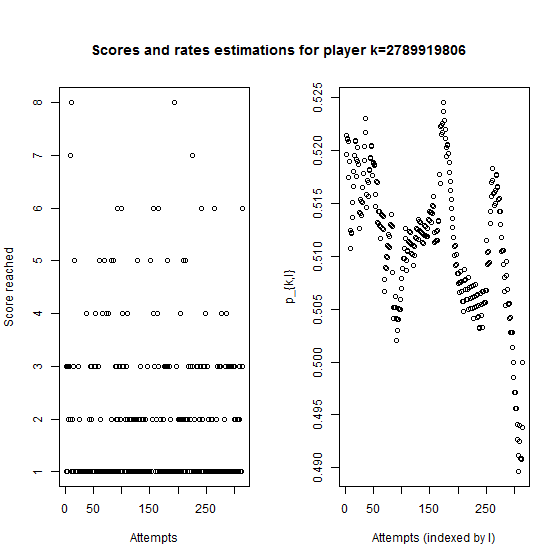 Scores and rates estimations for player k=2789919806
Score reached
8
7
6
5
4
3
2
1
0 50 150 250
Attempts
p_{k,l}
0.525
0.520
0.515
0.510
0.505
0.500
0.495
0.490
0 50 150 250
Attempts (indexed by l)